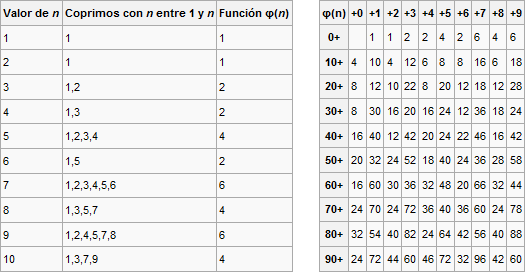 Valor de n Coprimos con n entre 1 y n Función φ(n)
1 1 1
2 1 1
3 1,2 2
4 1,3 2
5 1,2,3,4 4
6 1,5 2
7 1,2,3,4,5,6 6
8 1,3,5,7 4
9 1,2,4,5,7,8 6
10 1,3,7,9 4
φ(n) +0 +1 +2 +3 +4 +5 +6 +7 +8 +9
0+ 1 1 2 2 4 2 6 4 6
10+ 4 10 4 12 6 8 8 16 6 18
20+ 8 12 10 22 8 20 12 18 12 28
30+ 8 30 16 20 16 24 12 36 18 24
40+ 16 40 12 42 20 24 22 46 16 42
50+ 20 32 24 52 18 40 24 36 28 58
60+ 16 60 30 36 32 48 20 66 32 44
70+ 24 70 24 72 36 40 36 60 24 78
80+ 32 54 40 82 24 64 42 56 40 88
90+ 24 72 44 60 46 72 32 96 42 60